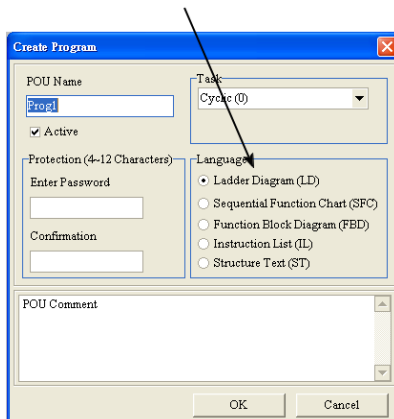 Create Program
POU Name
Prog1
Active
Task
Cyclic (0)
Protection (4~12 Characters)
Enter Password
Confirmation
Language
Ladder Diagram (LD)
Sequential Function Chart (SFC)
Function Block Diagram (FBD)
Instruction List (IL)
Structure Text (ST)
POU Comment
OK
Cancel